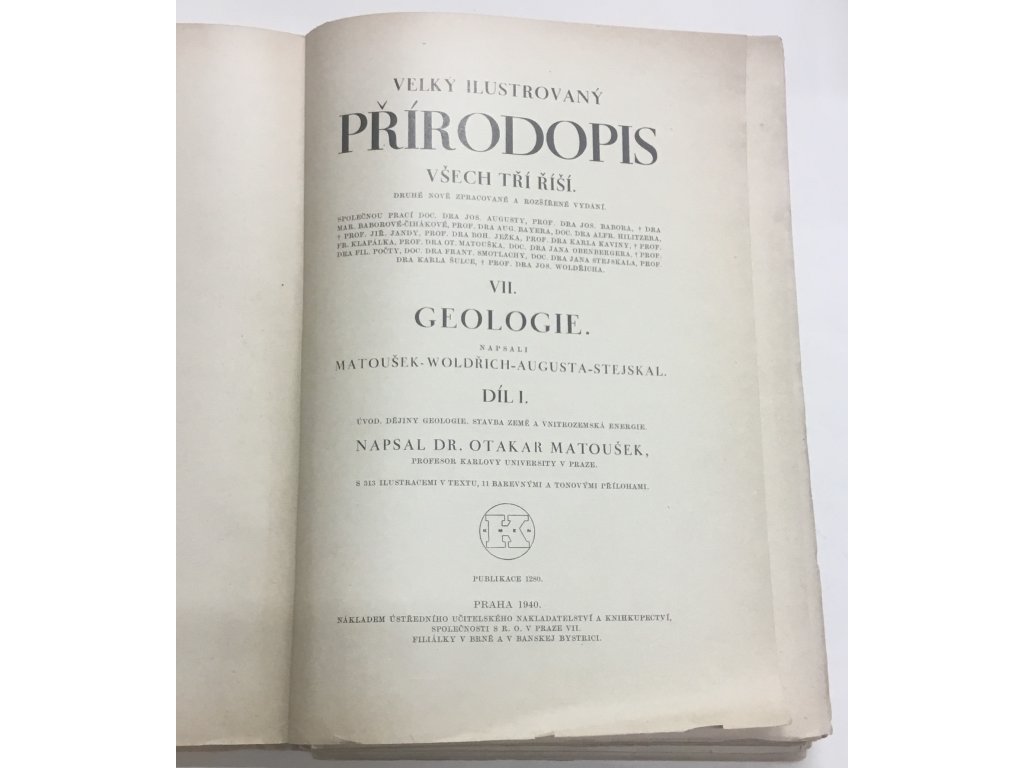 VELKÝ ILUSTROVANÝ
PŘÍRODOPIS
VŠECH TŘÍ ŘÍŠÍ.
DRUHÉ NOVĚ ZPRACOVANÉ A ROZŠÍŘENÉ VYDÁNÍ.
SPOLEČNOU PRACÍ DOC. DRA JOS. AUGUSTY, PROF. DRA JOS. BABORA, † DRA
MAR. BABOROVÉ-ČIHÁKOVÉ, PROF. DRA AUG. BAYERA, DOC. DRA ALFR. HILITZERA,
† PROF. JIŘ. JANDY, PROF. DRA BOH. JEŽKA, PROF. DRA KARLA KAVINY, † PROF.
FR. KLAPÁLKA, PROF. DRA OT. MATOUŠKA, DOC. DRA JANA OBENBERGERA, † PROF.
DRA FIL. POČTY, DOC. DRA FRANT. SMOTLACHY, DOC. DRA JANA STEJSKALA, PROF.
DRA KARLA ŠULCE, † PROF. DRA JOS. WOLDŘICHA.
VII.
GEOLOGIE.
NAPSALI
MATOUŠEK-WOLDŘICH-AUGUSTA-STEJSKAL.
DÍL I.
ÚVOD. DĚJINY GEOLOGIE. STAVBA ZEMĚ A VNITROZEMSKÁ ENERGIE.
NAPSAL DR. OTAKAR MATOUŠEK,
PROFESOR KARLOVY UNIVERSITY V PRAZE.
S 313 ILUSTRACEMI V TEXTU, 11 BAREVNÝMI A TONOVÝMI PŘÍLOHAMI.
K
KMEN
PUBLIKACE 1280.
PRAHA 1940.
NÁKLADEM ÚSTŘEDNÍHO UČITELSKÉHO NAKLADATELSTVÍ A KNIHKUPECTVÍ,
SPOLEČNOSTI S R. O. V PRAZE VII.
FILIÁLKY V BRNĚ A V BANSKEJ BYSTRICI.